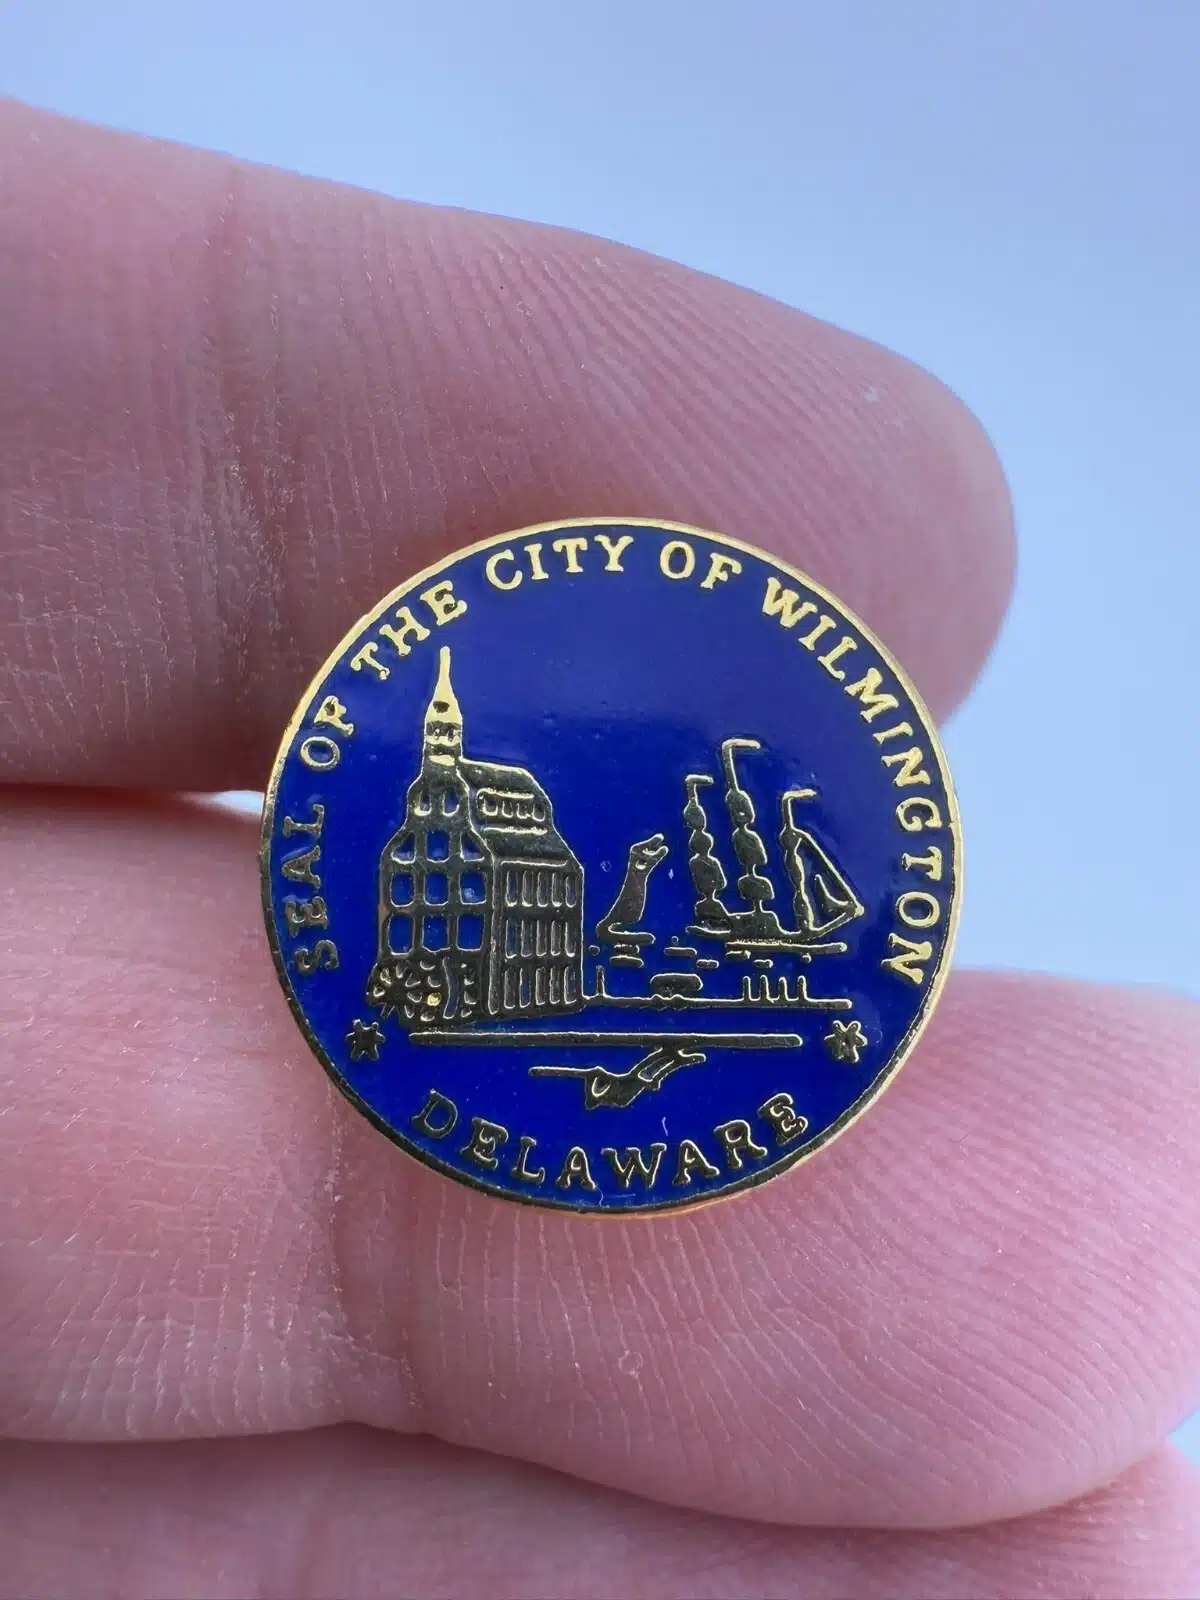 SEAL OF THE CITY OF WILMINGTON
DELAWARE